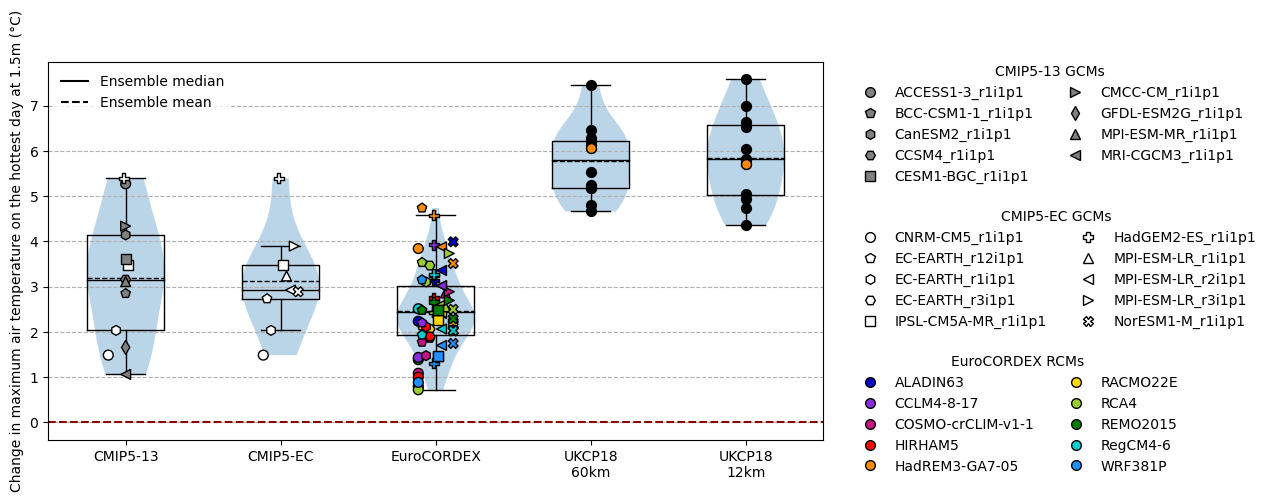 Change in maximum air temperature on the hottest day at 1.5m (°C)
Ensemble median
Ensemble mean
7
6
5
4
3
2
1
0
CMIP5-13
CMIP5-EC
EuroCORDEX
UKCP18
60km
UKCP18
12km
CMIP5-13 GCMs
ACCESS1-3_r1i1p1
BCC-CSM1-1_r1i1p1
CanESM2_r1i1p1
CCSM4_r1i1p1
CESM1-BGC_r1i1p1
CMCC-CM_r1i1p1
GFDL-ESM2G_r1i1p1
MPI-ESM-MR_r1i1p1
MRI-CGCM3_r1i1p1
CMIP5-EC GCMs
CNRM-CM5_r1i1p1
EC-EARTH_r12i1p1
EC-EARTH_r1i1p1
EC-EARTH_r3i1p1
IPSL-CM5A-MR_r1i1p1
HadGEM2-ES_r1i1p1
MPI-ESM-LR_r1i1p1
MPI-ESM-LR_r2i1p1
MPI-ESM-LR_r3i1p1
NorESM1-M_r1i1p1
EuroCORDEX RCMs
ALADIN63
CCLM4-8-17
COSMO-crCLIM-v1-1
HIRHAM5
HadREM3-GA7-05
RACMO22E
RCA4
REMO2015
RegCM4-6
WRF381P